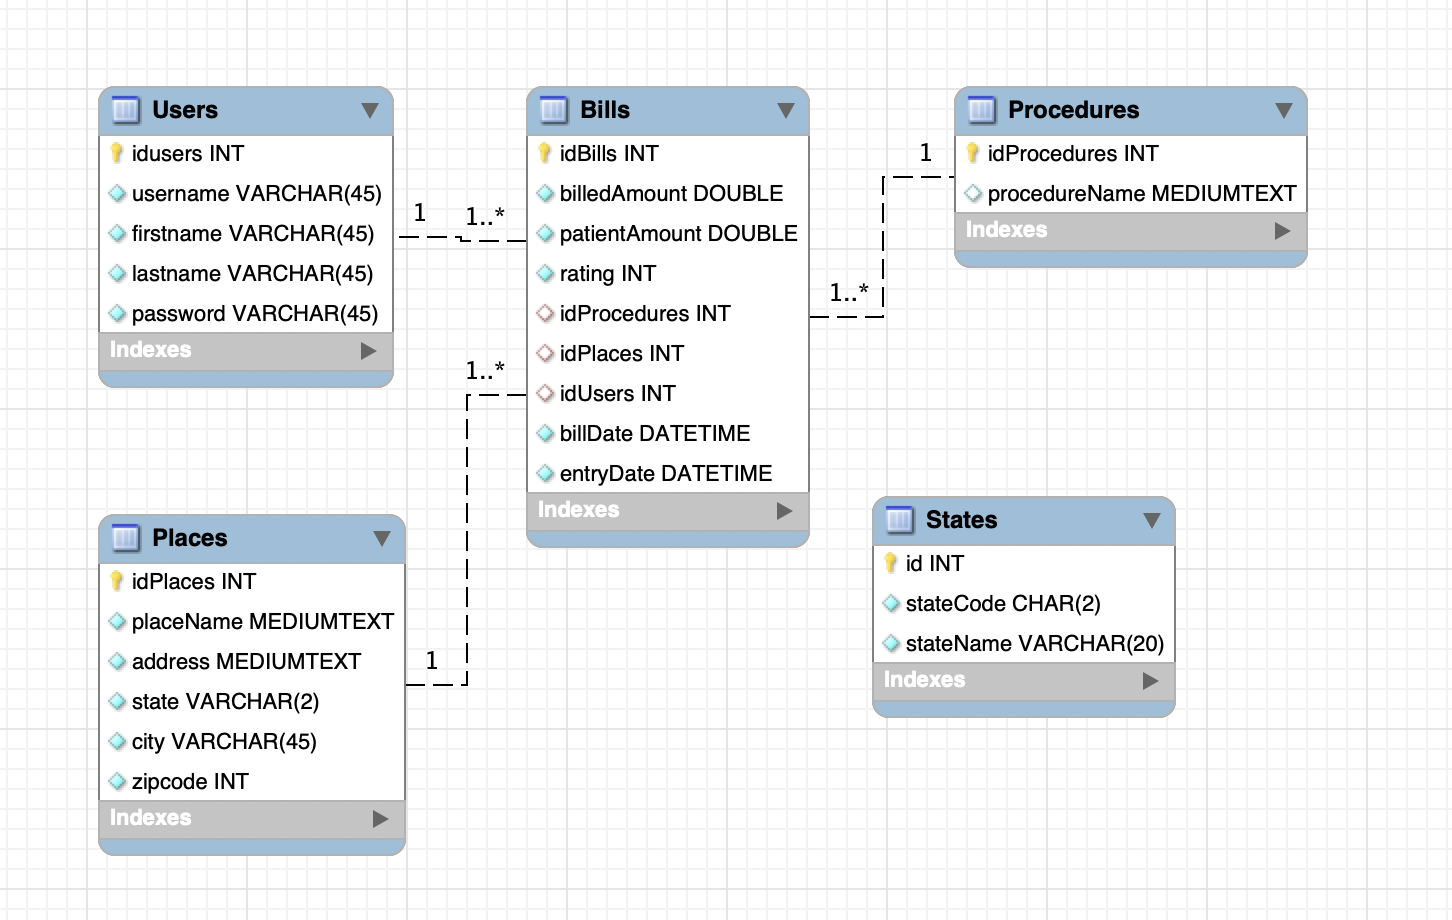 Users
idusers INT
username VARCHAR(45)
firstname VARCHAR(45)
lastname VARCHAR(45)
password VARCHAR(45)
Indexes
1
1..*
Bills
idBills INT
billedAmount DOUBLE
patientAmount DOUBLE
rating INT
idProcedures INT
idPlaces INT
idUsers INT
billDate DATETIME
entryDate DATETIME
Indexes
1
1..*
Procedures
idProcedures INT
procedureName MEDIUMTEXT
Indexes
1..*
1
Places
idPlaces INT
placeName MEDIUMTEXT
address MEDIUMTEXT
state VARCHAR(2)
city VARCHAR(45)
zipcode INT
Indexes
States
id INT
stateCode CHAR(2)
stateName VARCHAR(20)
Indexes